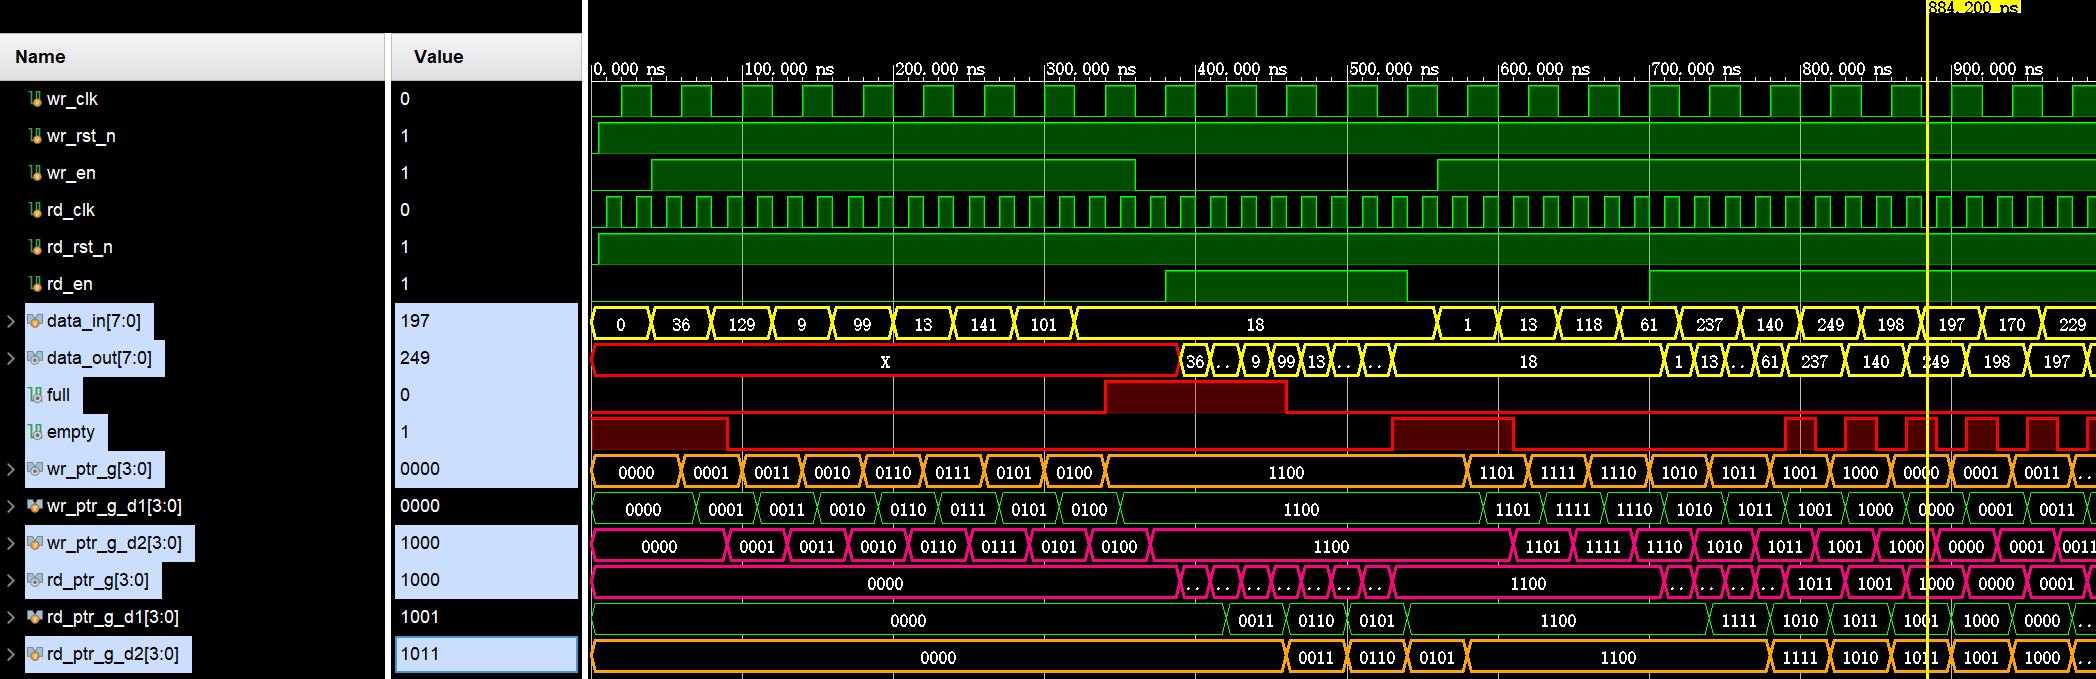 884.200 ns
Name Value
0.000 ns 100.000 ns 200.000 ns 300.000 ns 400.000 ns 500.000 ns 600.000 ns 700.000 ns 800.000 ns 900.000 ns
wr_clk 0
wr_rst_n 1
wr_en 1
rd_clk 0
rd_rst_n 1
rd_en 1
data_in[7:0] 197 0 36 129 9 99 13 141 101 18 1 13 118 61 237 140 249 198 197 170 229
data_out[7:0] 249 X 36 .. 9 99 13 .. .. 18 1 13 .. 61 237 140 249 198 197
full 0
empty 1
wr_ptr_g[3:0] 0000 0000 0001 0011 0010 0110 0111 0101 0100 1100 1101 1111 1110 1010 1011 1001 1000 0000 0001 0011 ..
wr_ptr_g_d1[3:0] 0000 0000 0001 0011 0010 0110 0111 0101 0100 1100 1101 1111 1110 1010 1011 1001 1000 0000 0001 0011
wr_ptr_g_d2[3:0] 1000 0000 0001 0011 0010 0110 0111 0101 0100 1100 1101 1111 1110 1010 1011 1001 1000 0000 0001 0011
rd_ptr_g[3:0] 1000 0000 .. .. .. .. .. .. .. 1100 .. .. .. .. 1011 1001 1000 0000 0001
rd_ptr_g_d1[3:0] 1001 0000 0011 0110 0101 1100 1111 1010 1011 1001 1000 0000 ..
rd_ptr_g_d2[3:0] 1011 0000 0011 0110 0101 1100 1111 1010 1011 1001 1000 ..